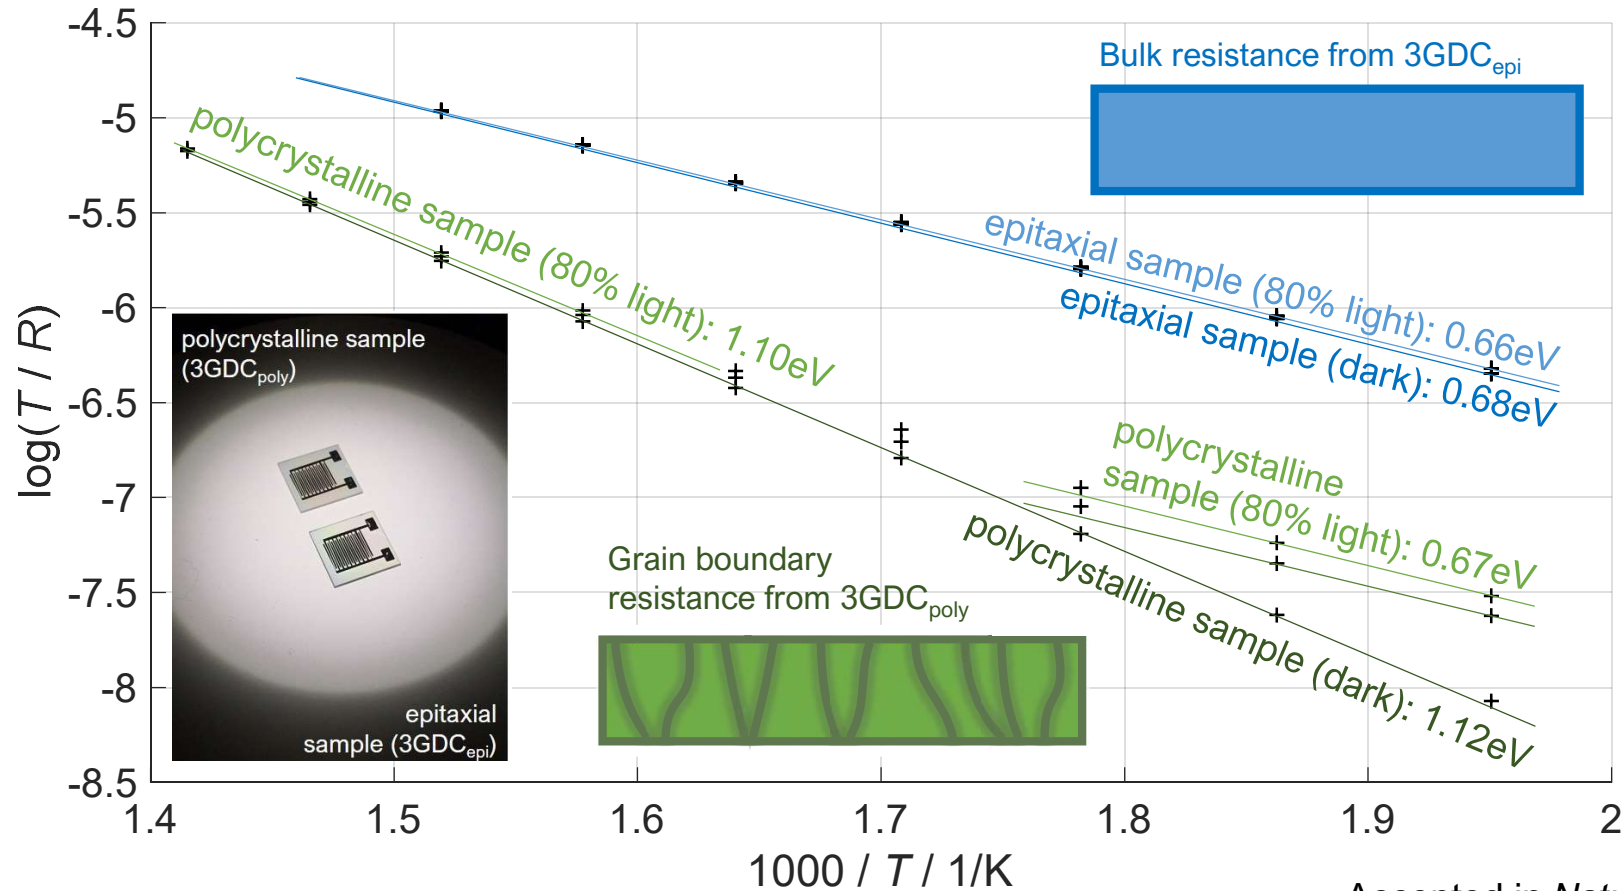 -4.5
-5
-5.5
-6
-6.5
-7
-7.5
-8
-8.5
log(T / R)
1.4
1.5
1.6
1.7
1.8
1.9
2
1000 / T / 1/K
Bulk resistance from 3GDCepi
polycrystalline sample (80% light): 1.10eV
epitaxial sample (80% light): 0.66eV
epitaxial sample (dark): 0.68eV
polycrystalline
sample (80% light): 0.67eV
polycrystalline sample (dark): 1.12eV
polycrystalline sample
(3GDCpoly)
epitaxial
sample (3GDCepi)
Grain boundary
resistance from 3GDCpoly